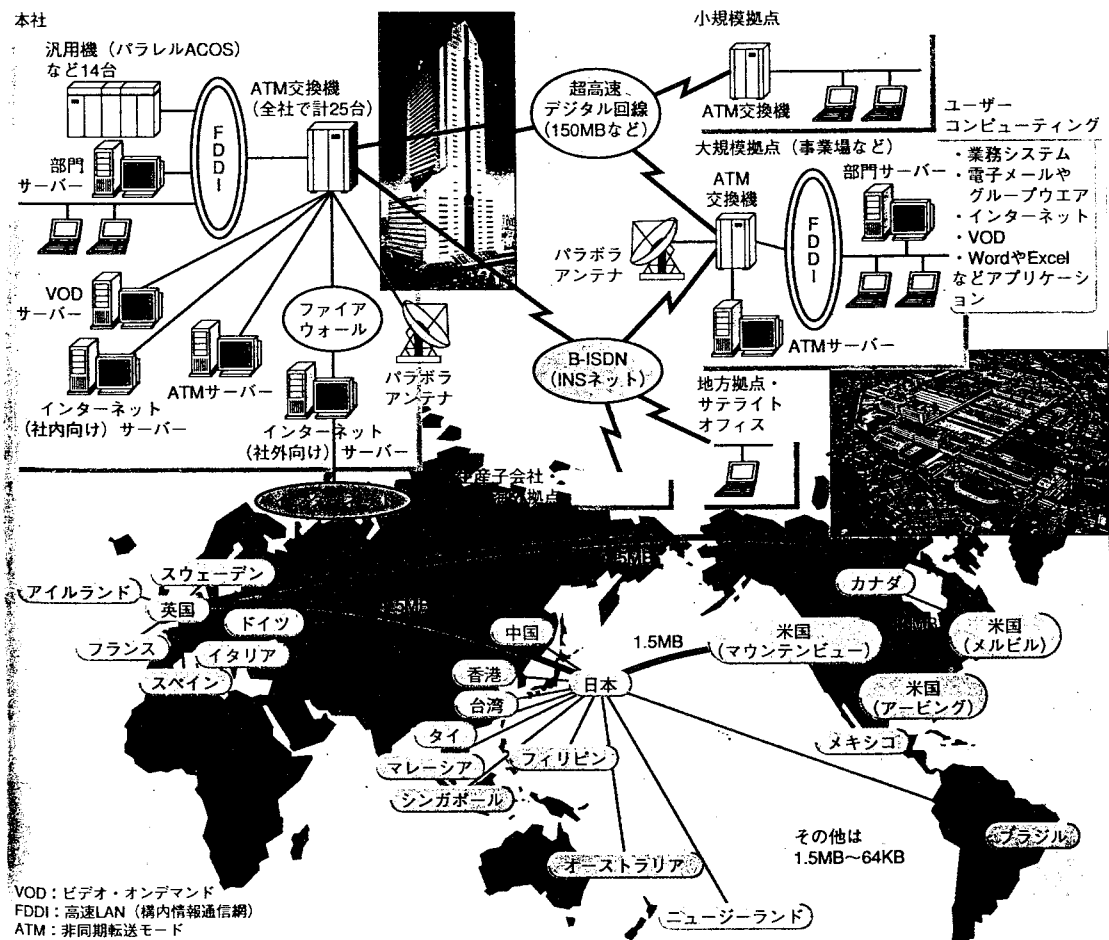 本社
汎用機（パラレルACOS）
など14台
ATM交換機
（全社で計25台）
FDDI
部門
サーバー
VOD
サーバー
インターネット
（社内向け）サーバー
ATMサーバー
ファイア
ウォール
インターネット
（社外向け）サーバー
パラボラ
アンテナ
超高速
デジタル回線
（150MBなど）
B-ISDN
（INSネット）
小規模拠点
ATM交換機
大規模拠点（事業場など）
ATM
交換機
パラボラ
アンテナ
FDDI
部門サーバー
ATMサーバー
地方拠点・
サテライト
オフィス
ユーザー
コンピューティング
・業務システム
・電子メールや
グループウエア
・インターネット
・VOD
・WordやExcel
などアプリケーシ
ョン
生産子会社
拠点
スウェーデン
アイルランド
英国
ドイツ
フランス
イタリア
スペイン
中国
香港
台湾
タイ
マレーシア
シンガポール
フィリピン
日本
1.5MB
米国
（マウンテンビュー）
カナダ
米国
（メルビル）
米国
（アービング）
メキシコ
ブラジル
オーストラリア
ニュージーランド
その他は
1.5MB～64KB
VOD：ビデオ・オンデマンド
FDDI：高速LAN（構内情報通信網）
ATM：非同期転送モード